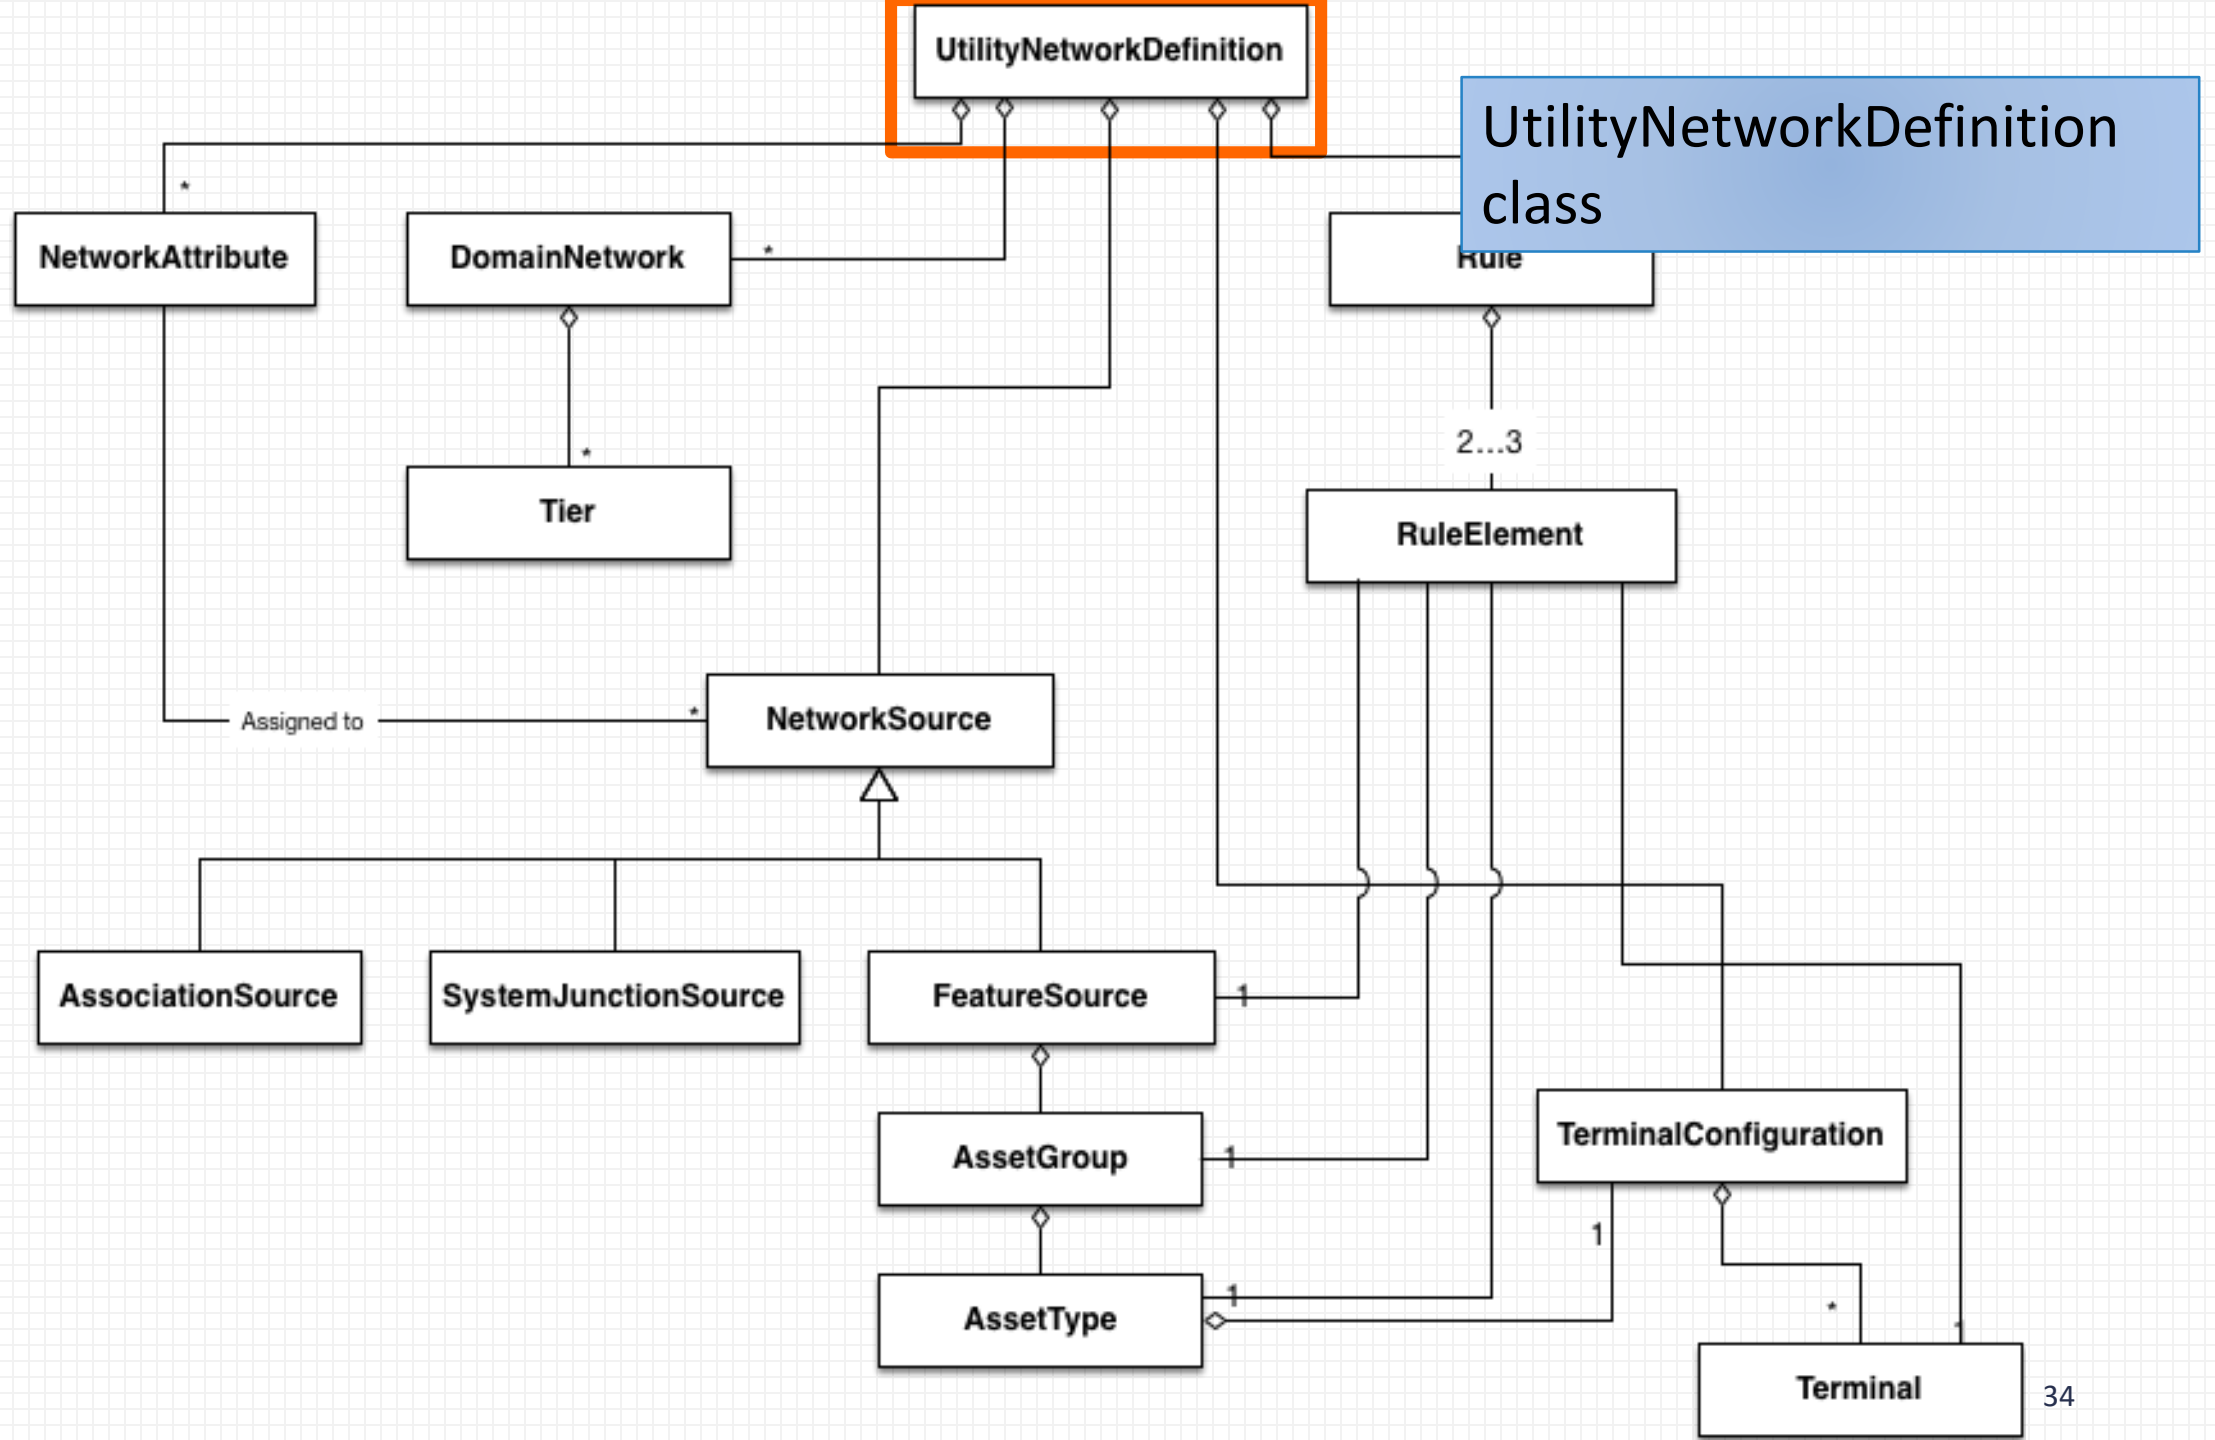 UtilityNetworkDefinition
UtilityNetworkDefinition
class
*
NetworkAttribute
DomainNetwork
*
Rule
2...3
*
Tier
RuleElement
Assigned to
*
NetworkSource
AssociationSource
SystemJunctionSource
FeatureSource
1
AssetGroup
1
TerminalConfiguration
1
1
AssetType
*
1
Terminal
34